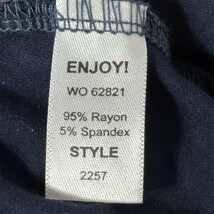 ENJOY!
WO 62821
95% Rayon
5% Spandex
STYLE
2257